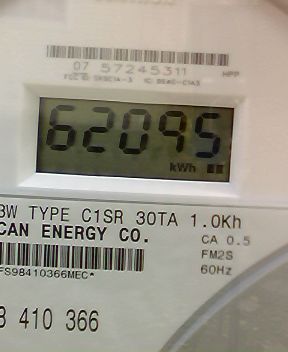 07 57245311 HPP
62095
kWh
3W TYPE C1SR 30TA 1.0Kh
CAN ENERGY CO. CA 0.5
FM2S
FS98410366MEC* 60Hz
410 366